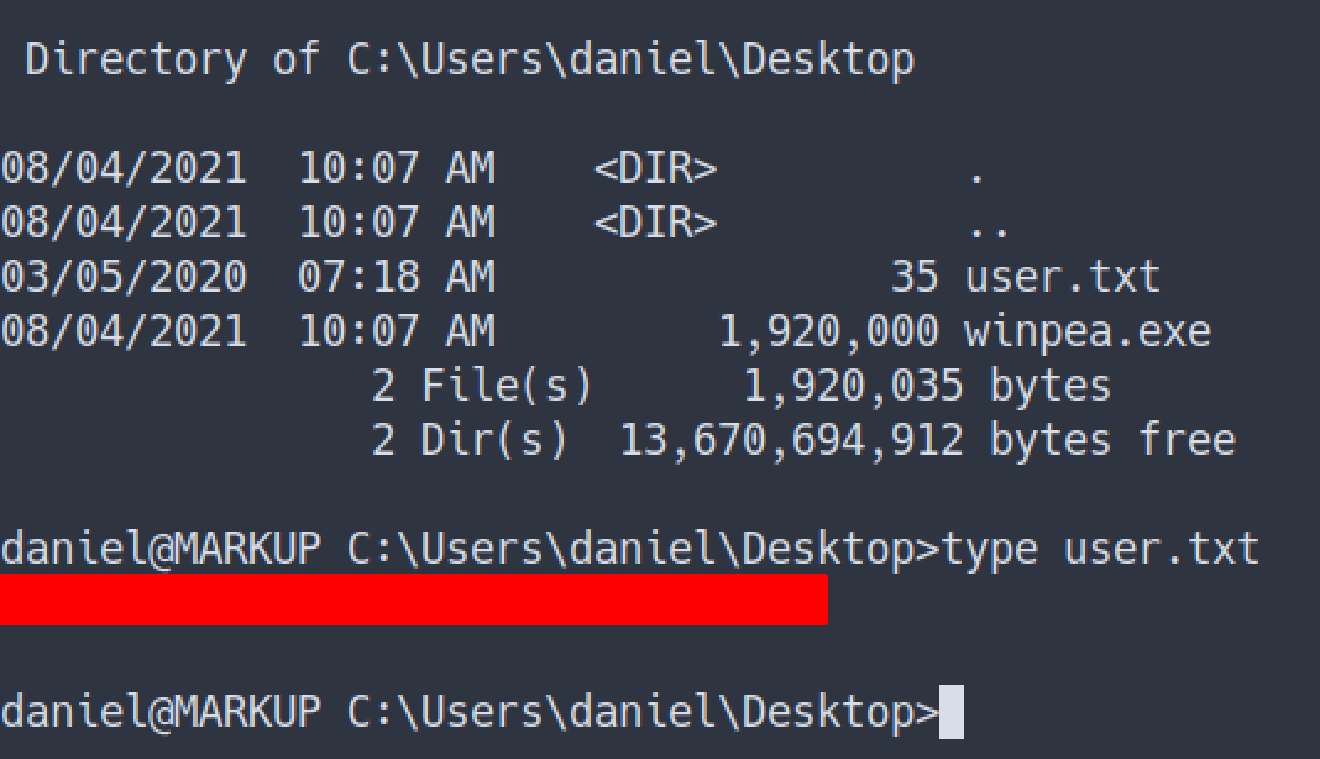 Directory of C:\Users\daniel\Desktop
08/04/2021  10:07 AM    <DIR>          .
08/04/2021  10:07 AM    <DIR>          ..
03/05/2020  07:18 AM                35 user.txt
08/04/2021  10:07 AM         1,920,000 winpea.exe
2 File(s)      1,920,035 bytes
2 Dir(s)  13,670,694,912 bytes free
daniel@MARKUP C:\Users\daniel\Desktop>type user.txt
daniel@MARKUP C:\Users\daniel\Desktop>